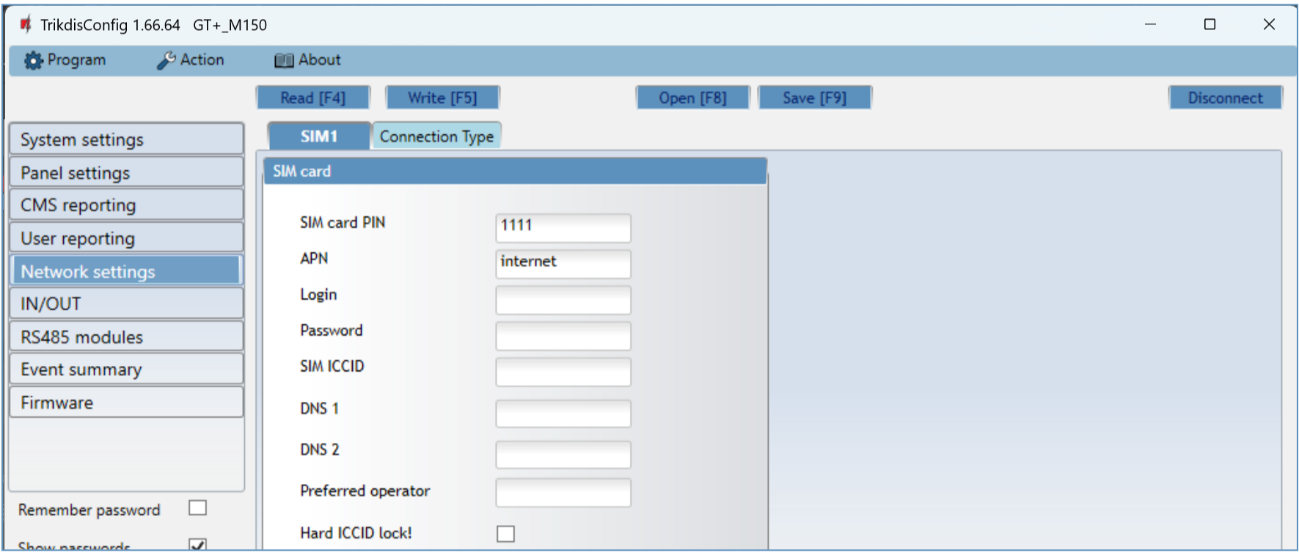 TrikdisConfig 1.66.64 GT+_M150
Program Action About
Read [F4] Write [F5] Open [F8] Save [F9] Disconnect
System settings
Panel settings
CMS reporting
User reporting
Network settings
IN/OUT
RS485 modules
Event summary
Firmware
Remember password
Show passwords
SIM1 Connection Type
SIM card
SIM card PIN 1111
APN internet
Login
Password
SIM ICCID
DNS 1
DNS 2
Preferred operator
Hard ICCID lock!